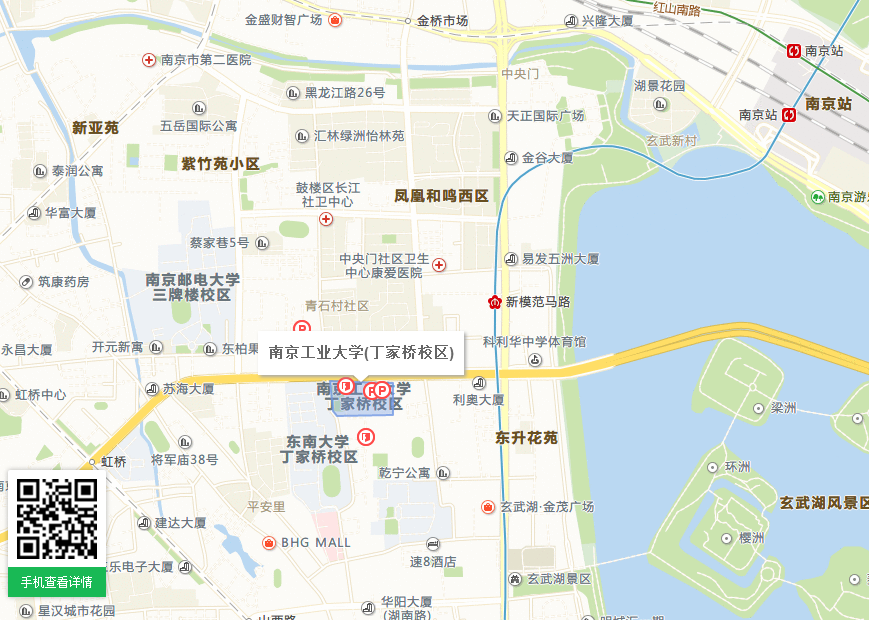 金盛财智广场
金桥市场
兴隆大厦
红山南路
南京站
南京市第二医院
中央门
黑龙江路26号
湖景花园
南京站
南京站
五岳国际公寓
天正国际广场
新亚苑
汇林绿洲怡林苑
玄武新村
紫竹苑小区
金谷大厦
泰润公寓
鼓楼区长江
社卫中心
凤凰和鸣西区
南京游
华富大厦
蔡家巷5号
中央门社区卫生
中心康爱医院
易发五洲大厦
筑康药房
南京邮电大学
三牌楼校区
青石村社区
新模范马路
科利华中学体育馆
永昌大厦
开元新寓
东柏果
南京工业大学(丁家桥校区)
苏海大厦
南京工业大学
丁家桥校区
虹桥中心
利奥大厦
梁洲
东南大学
丁家桥校区
东升花苑
虹桥
将军庙38号
乾宁公寓
环洲
平安里
玄武湖·金茂广场
玄武湖风景区
建达大厦
樱洲
BHG MALL
速8酒店
乐电子大厦
手机查看详情
玄武湖景区
星汉城市花园
华阳大厦
(湖南路)
山西路